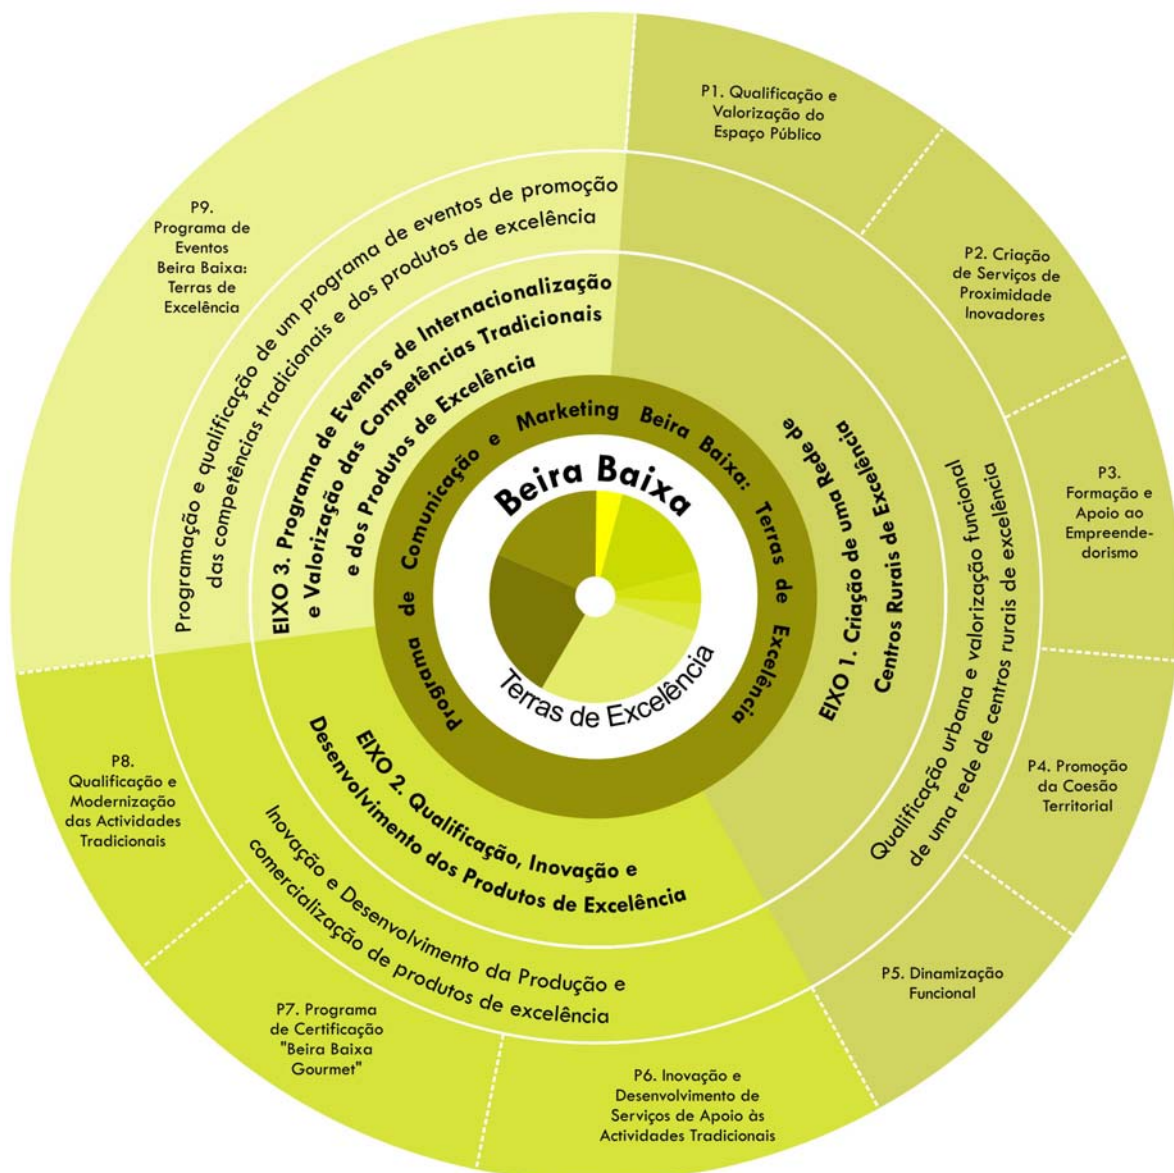 Beira Baixa
Terras de Excelência
Programa de Comunicação e Marketing Beira Baixa: Terras de Excelência
EIXO 1. Criação de uma Rede de
Centros Rurais de Excelência
Qualificação urbana e valorização funcional
de uma rede de centros rurais de excelência
P1. Qualificação e
Valorização do
Espaço Público
P2. Criação
de Serviços de
Proximidade
Inovadores
P3.
Formação e
Apoio ao
Empreende-
dorismo
P4. Promoção
da Coesão
Territorial
P5. Dinamização
Funcional
EIXO 2. Qualificação, Inovação e
Desenvolvimento dos Produtos de Excelência
Inovação e Desenvolvimento da Produção e
comercialização de produtos de excelência
P6. Inovação e
Desenvolvimento de
Serviços de Apoio às
Actividades Tradicionais
P7. Programa
de Certificação
"Beira Baixa
Gourmet"
P8.
Qualificação e
Modernização
das Actividades
Tradicionais
EIXO 3. Programa de Eventos de Internacionalização
e Valorização das Competências Tradicionais
e dos Produtos de Excelência
Programação e qualificação de um programa de eventos de promoção
das competências tradicionais e dos produtos de excelência
P9.
Programa de
Eventos
Beira Baixa:
Terras de
Excelência